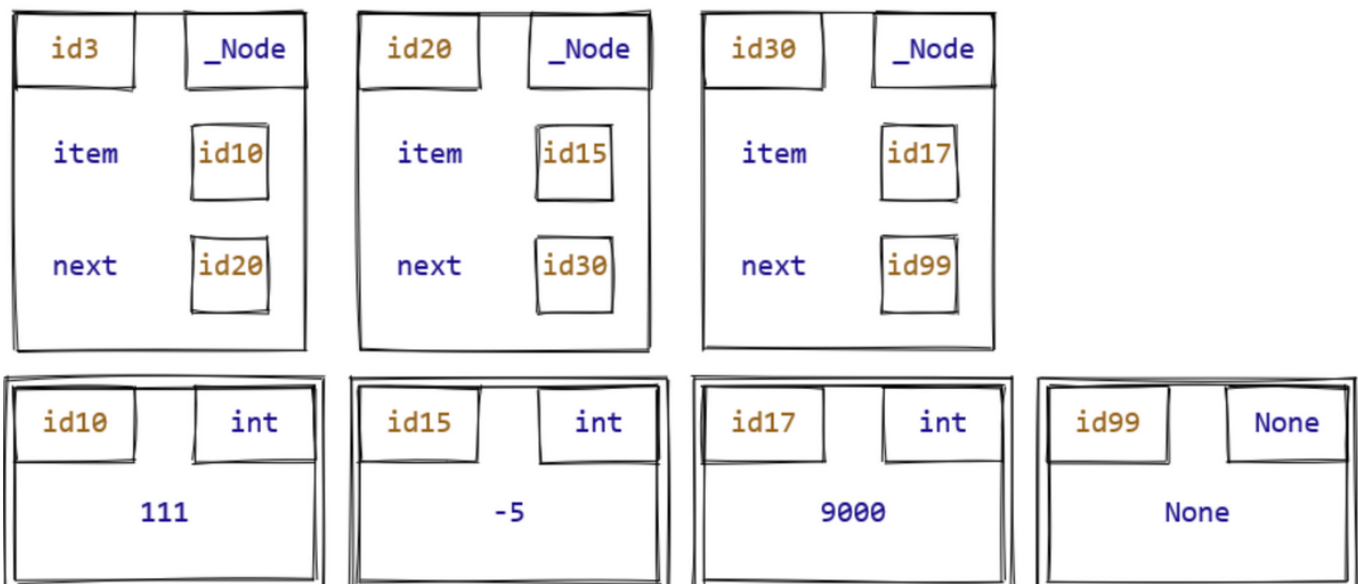 id3 _Node id20 _Node id30 _Node
item id10 item id15 item id17
next id20 next id30 next id99
id10 int id15 int id17 int id99 None
111 -5 9000 None